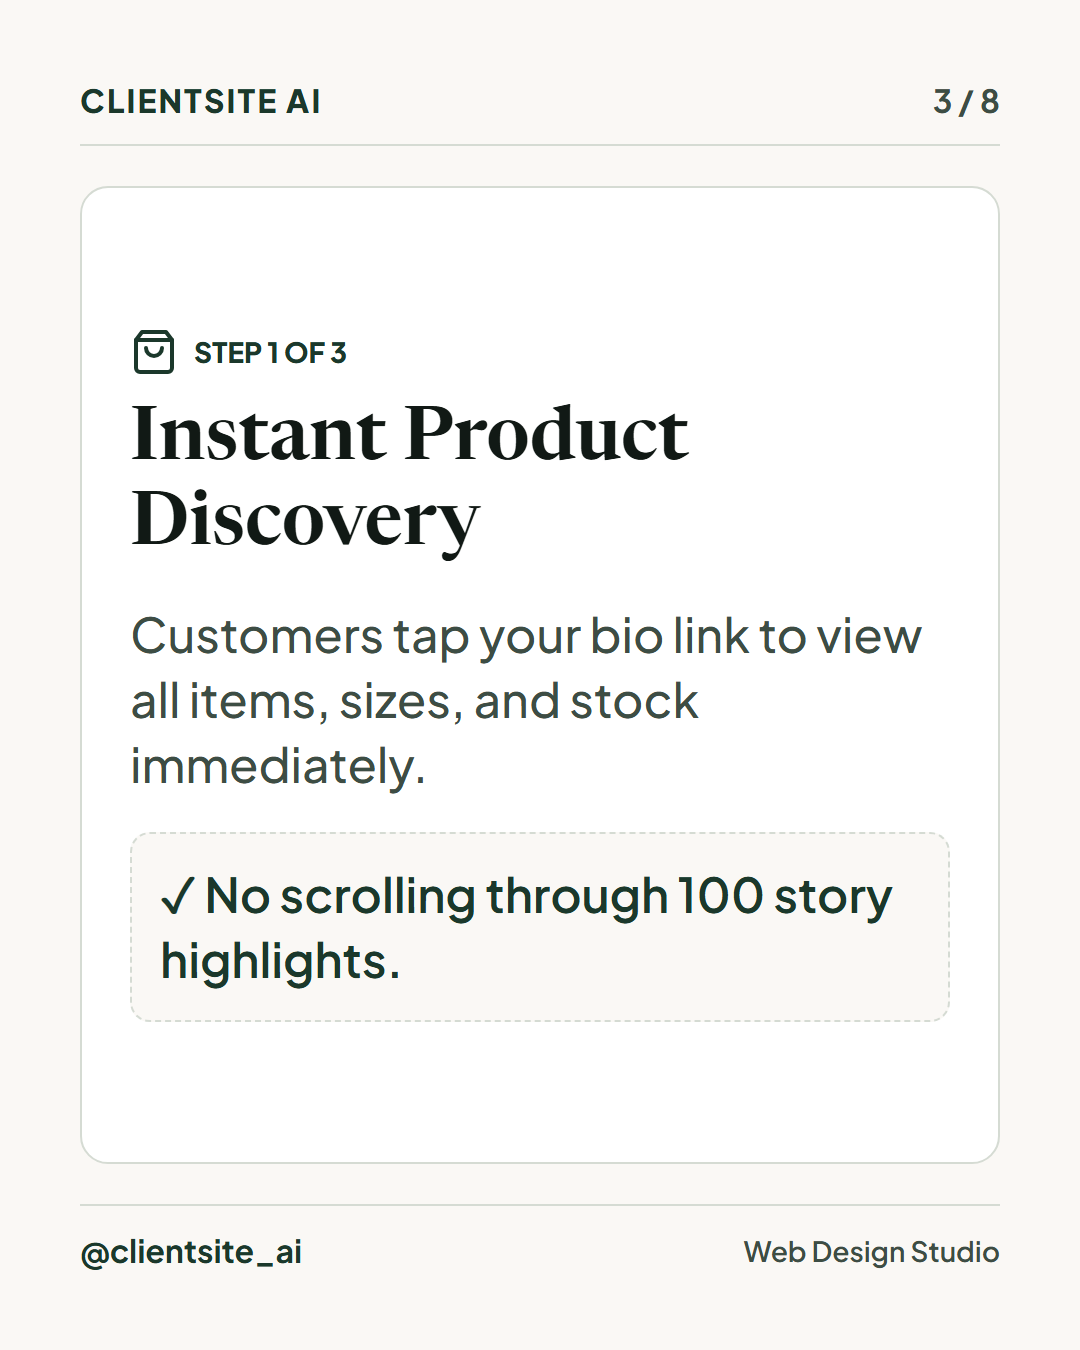 CLIENTSITE AI
3 / 8
STEP 1 OF 3
Instant Product
Discovery
Customers tap your bio link to view
all items, sizes, and stock
immediately.
✓ No scrolling through 100 story
highlights.
@clientsite_ai
Web Design Studio